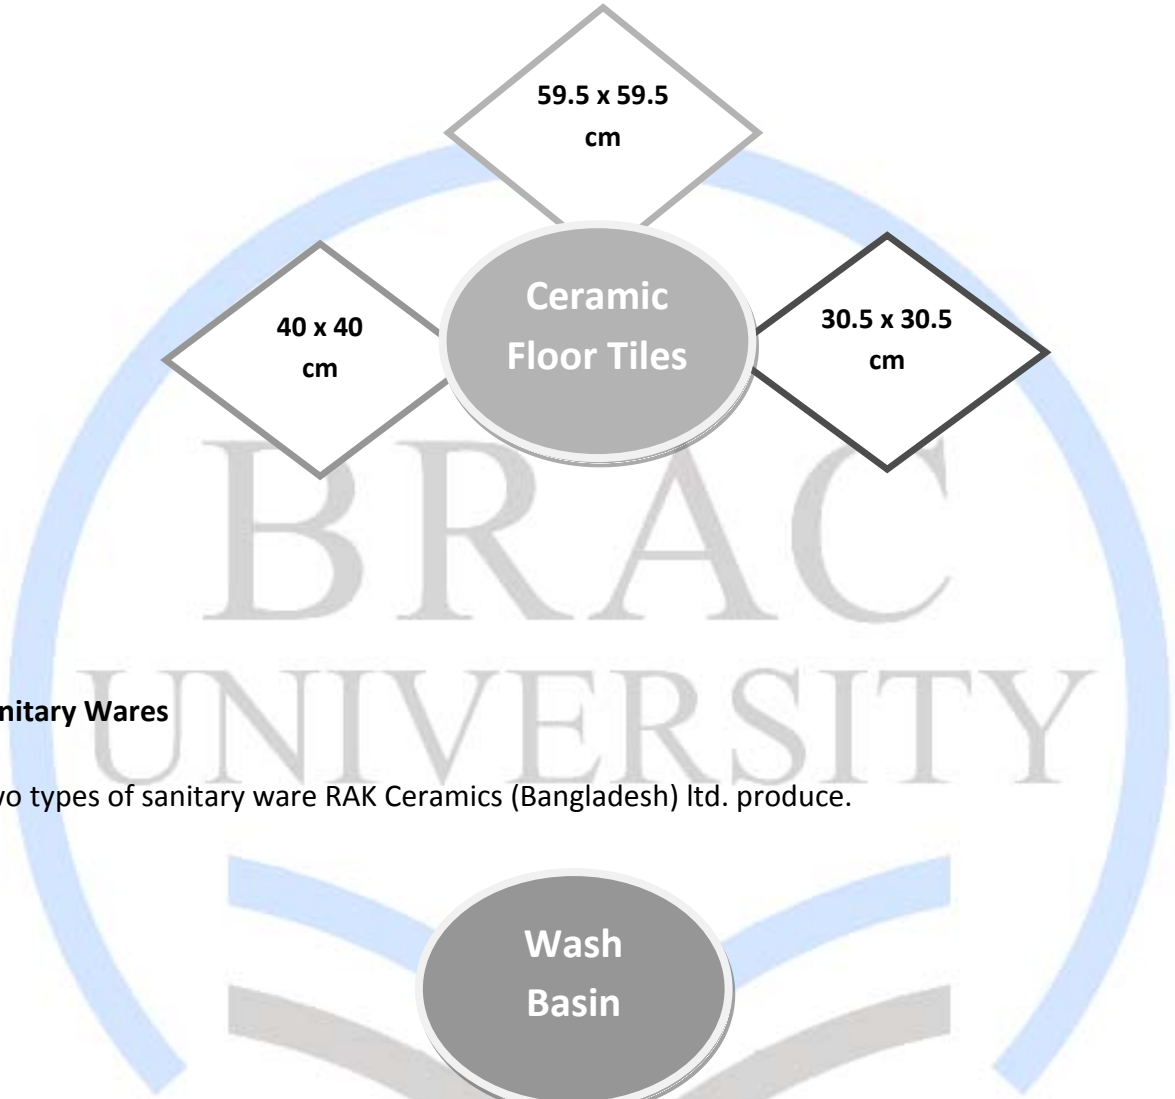 59.5 x 59.5
cm
40 x 40
cm
Ceramic
Floor Tiles
30.5 x 30.5
cm
BRAC
UNIVERSITY
nitary Wares
vo types of sanitary ware RAK Ceramics (Bangladesh) ltd. produce.
Wash
Basin